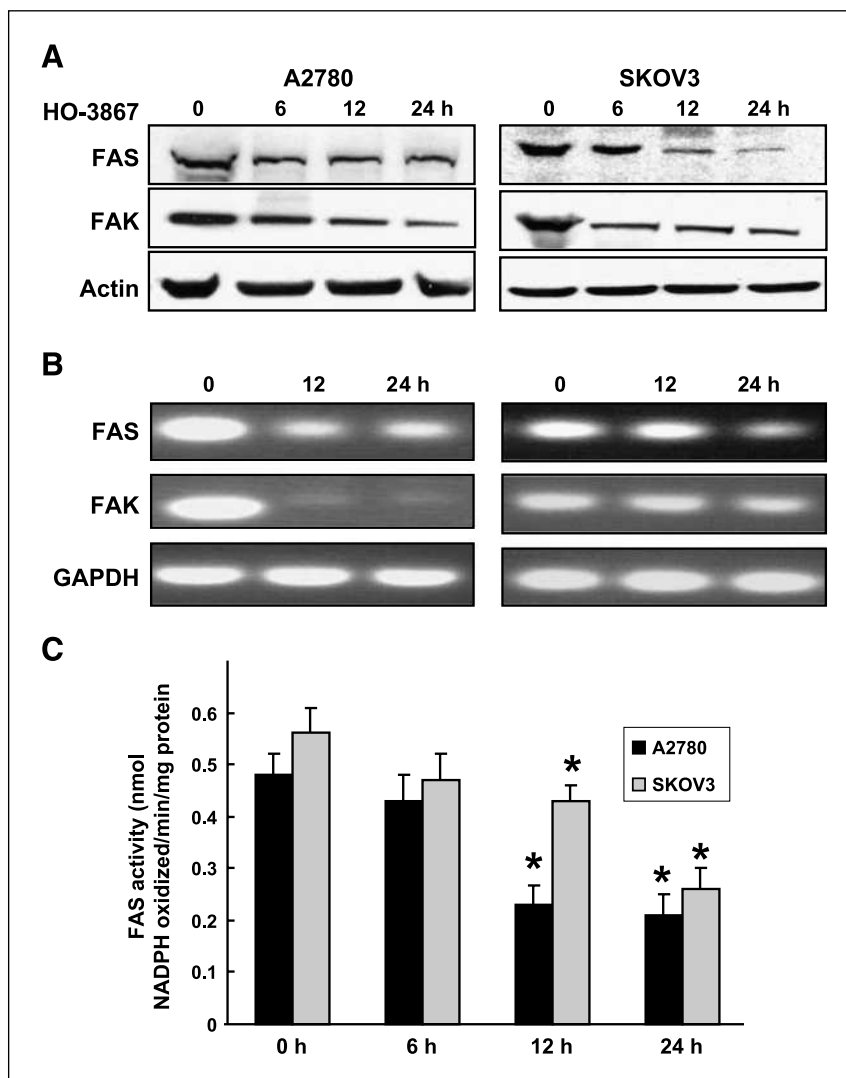 A
A2780
SKOV3
HO-3867 0 6 12 24 h 0 6 12 24 h
FAS
FAK
Actin
B
0 12 24 h 0 12 24 h
FAS
FAK
GAPDH
C
FAS activity (nmol
NADPH oxidized/min/mg protein
0.6
0.5
0.4
0.3
0.2
0.1
0
* * * *
A2780
SKOV3
0 h 6 h 12 h 24 h